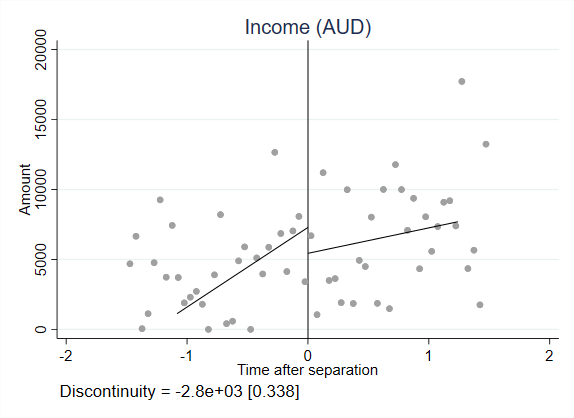 Income (AUD)
20000
15000
10000
5000
0
Amount
-2 -1 0 1 2
Time after separation
Discontinuity = -2.8e+03 [0.338]